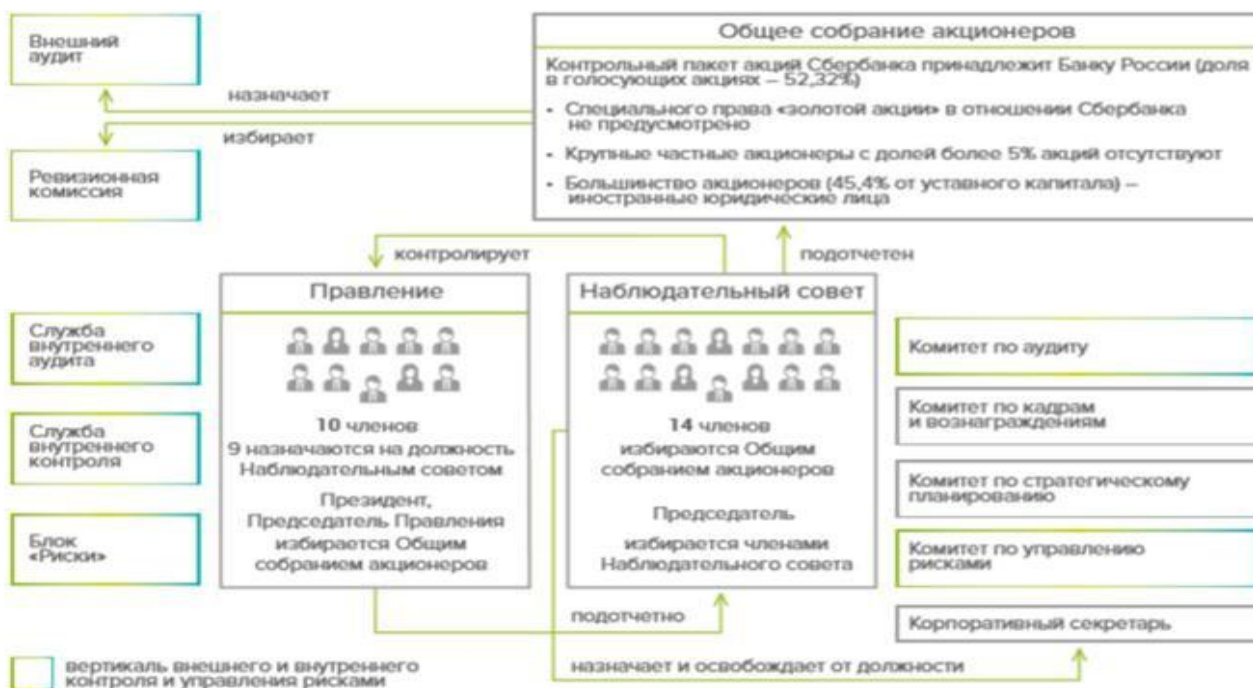 Внешний
аудит
Общее собрание акционеров
Контрольный пакет акций Сбербанка принадлежит Банку России (доля
в голосующих акциях – 52,32%)
• Специального права «золотой акции» в отношении Сбербанка
не предусмотрено
• Крупные частные акционеры с долей более 5% акций отсутствуют
• Большинство акционеров (45,4% от уставного капитала) –
иностранные юридические лица
назначает
избирает
Ревизионная
комиссия
контролирует
подотчетен
Правление
10 членов
9 назначаются на должность
Наблюдательным советом
Президент,
Председатель Правления
избирается Общим
собранием акционеров
Наблюдательный совет
14 членов
избираются Общим
собранием акционеров
Председатель
избирается членами
Наблюдательного совета
Служба
внутреннего
аудита
Служба
внутреннего
контроля
Блок
«Риски»
Комитет по аудиту
Комитет по кадрам
и вознаграждениям
Комитет по стратегическому
планированию
Комитет по управлению
рисками
Корпоративный секретарь
подотчетно
назначает и освобождает от должности
вертикаль внешнего и внутреннего
контроля и управления рисками